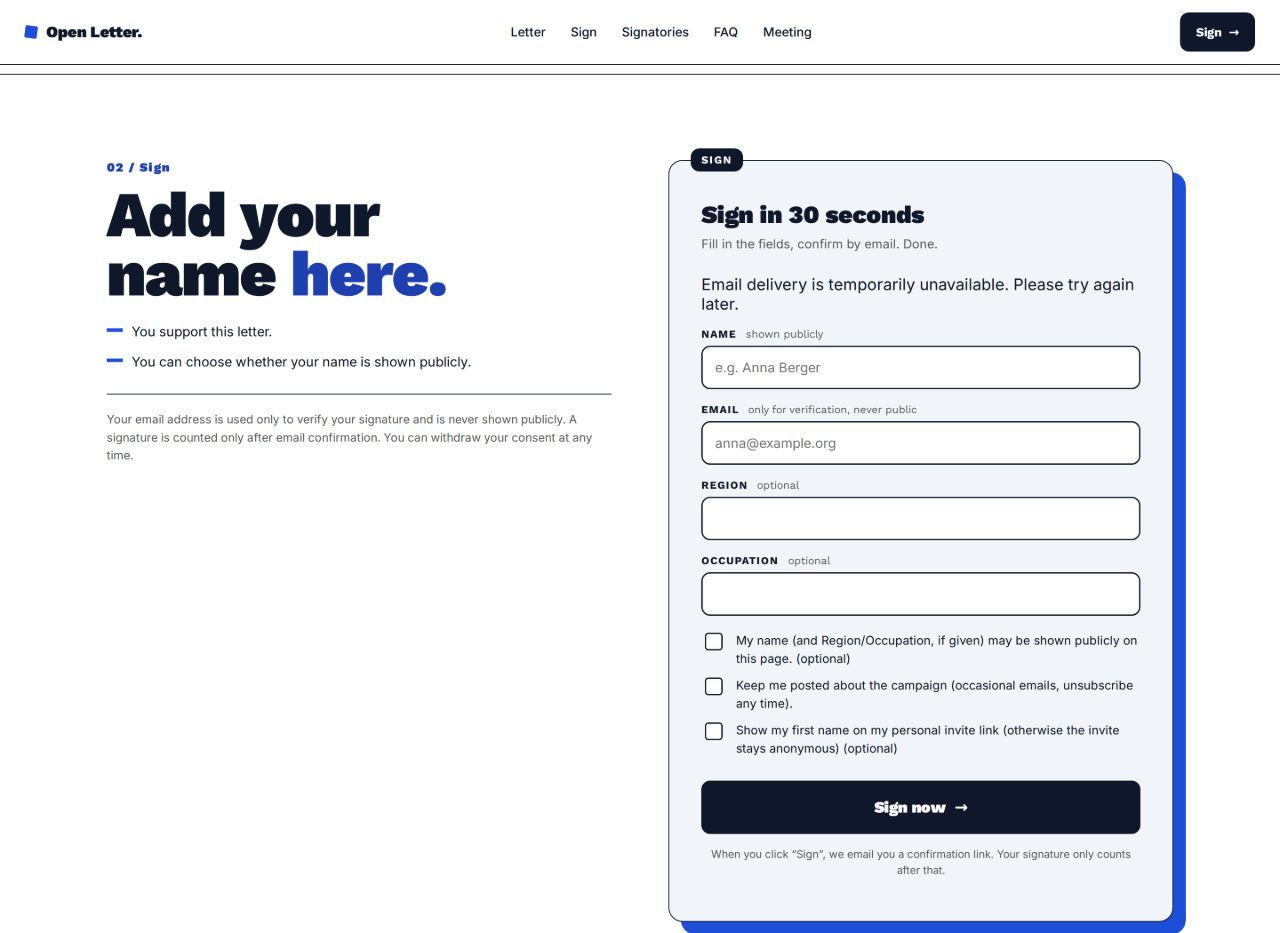 Open Letter.
Letter
Sign
Signatories
FAQ
Meeting
Sign →
02 / Sign
Add your
name here.
You support this letter.
You can choose whether your name is shown publicly.
Your email address is used only to verify your signature and is never shown publicly. A
signature is counted only after email confirmation. You can withdraw your consent at any
time.
SIGN
Sign in 30 seconds
Fill in the fields, confirm by email. Done.
Email delivery is temporarily unavailable. Please try again
later.
NAME shown publicly
e.g. Anna Berger
EMAIL only for verification, never public
anna@example.org
REGION optional
OCCUPATION optional
My name (and Region/Occupation, if given) may be shown publicly on
this page. (optional)
Keep me posted about the campaign (occasional emails, unsubscribe
any time).
Show my first name on my personal invite link (otherwise the invite
stays anonymous) (optional)
Sign now →
When you click “Sign”, we email you a confirmation link. Your signature only counts
after that.